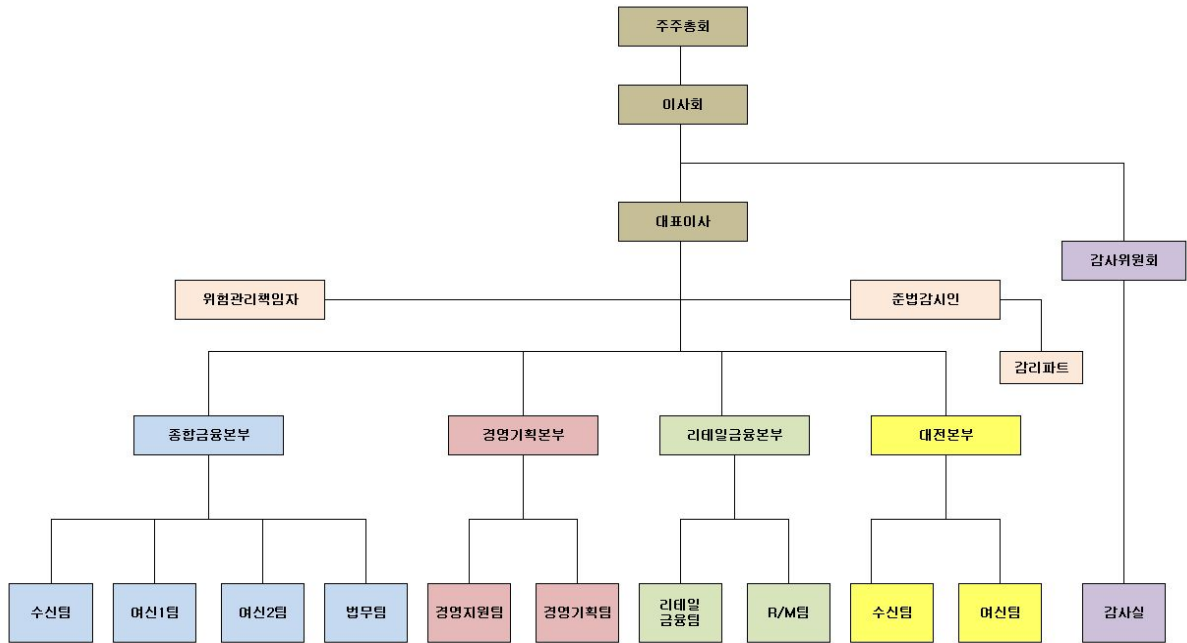 주주총회
이사회
대표이사
감사위원회
위험관리책임자
준법감시인
감리파트
종합금융본부
경영기획본부
리테일금융본부
대전본부
수신팀
여신1팀
여신2팀
법무팀
경영지원팀
경영기획팀
리테일
금융팀
R/M팀
수신팀
여신팀
감사실